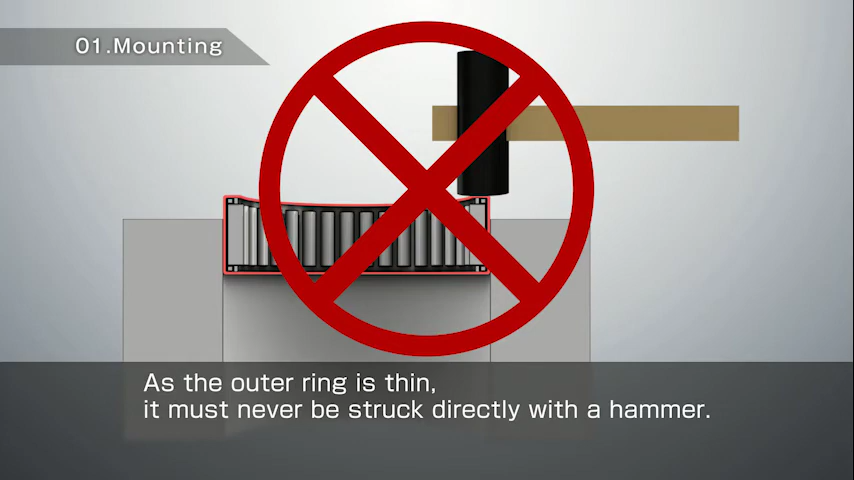 01.Mounting
As the outer ring is thin,
it must never be struck directly with a hammer.